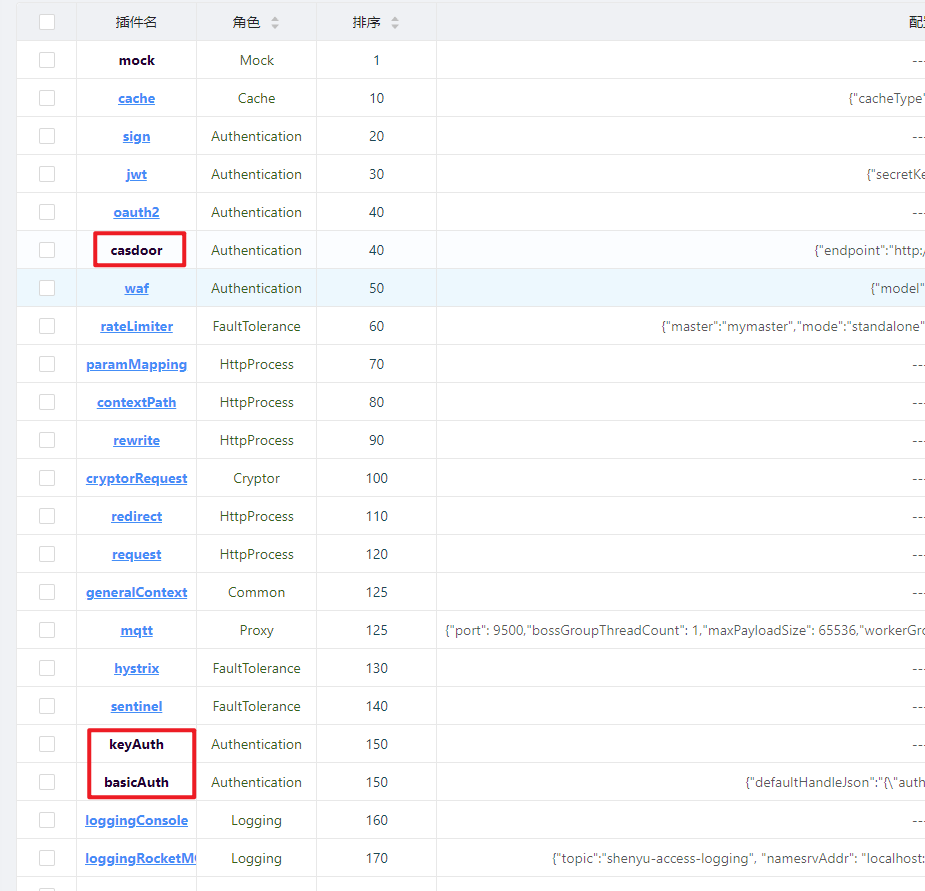 插件名 角色 排序 配
mock Mock 1 ---
cache Cache 10 {"cacheType"
sign Authentication 20 ---
jwt Authentication 30 {"secretKe
oauth2 Authentication 40 ---
casdoor Authentication 40 {"endpoint":"http:/
waf Authentication 50 {"model"
rateLimiter FaultTolerance 60 {"master":"mymaster","mode":"standalone"
paramMapping HttpProcess 70 ---
contextPath HttpProcess 80 ---
rewrite HttpProcess 90 ---
cryptorRequest Cryptor 100 ---
redirect HttpProcess 110 ---
request HttpProcess 120 ---
generalContext Common 125 ---
mqtt Proxy 125 {"port": 9500,"bossGroupThreadCount": 1,"maxPayloadSize": 65536,"workerGro
hystrix FaultTolerance 130 ---
sentinel FaultTolerance 140 ---
keyAuth Authentication 150 ---
basicAuth Authentication 150 {"defaultHandleJson":"{\"auth
loggingConsole Logging 160 ---
loggingRocketM Logging 170 {"topic":"shenyu-access-logging", "namesrvAddr": "localhost: